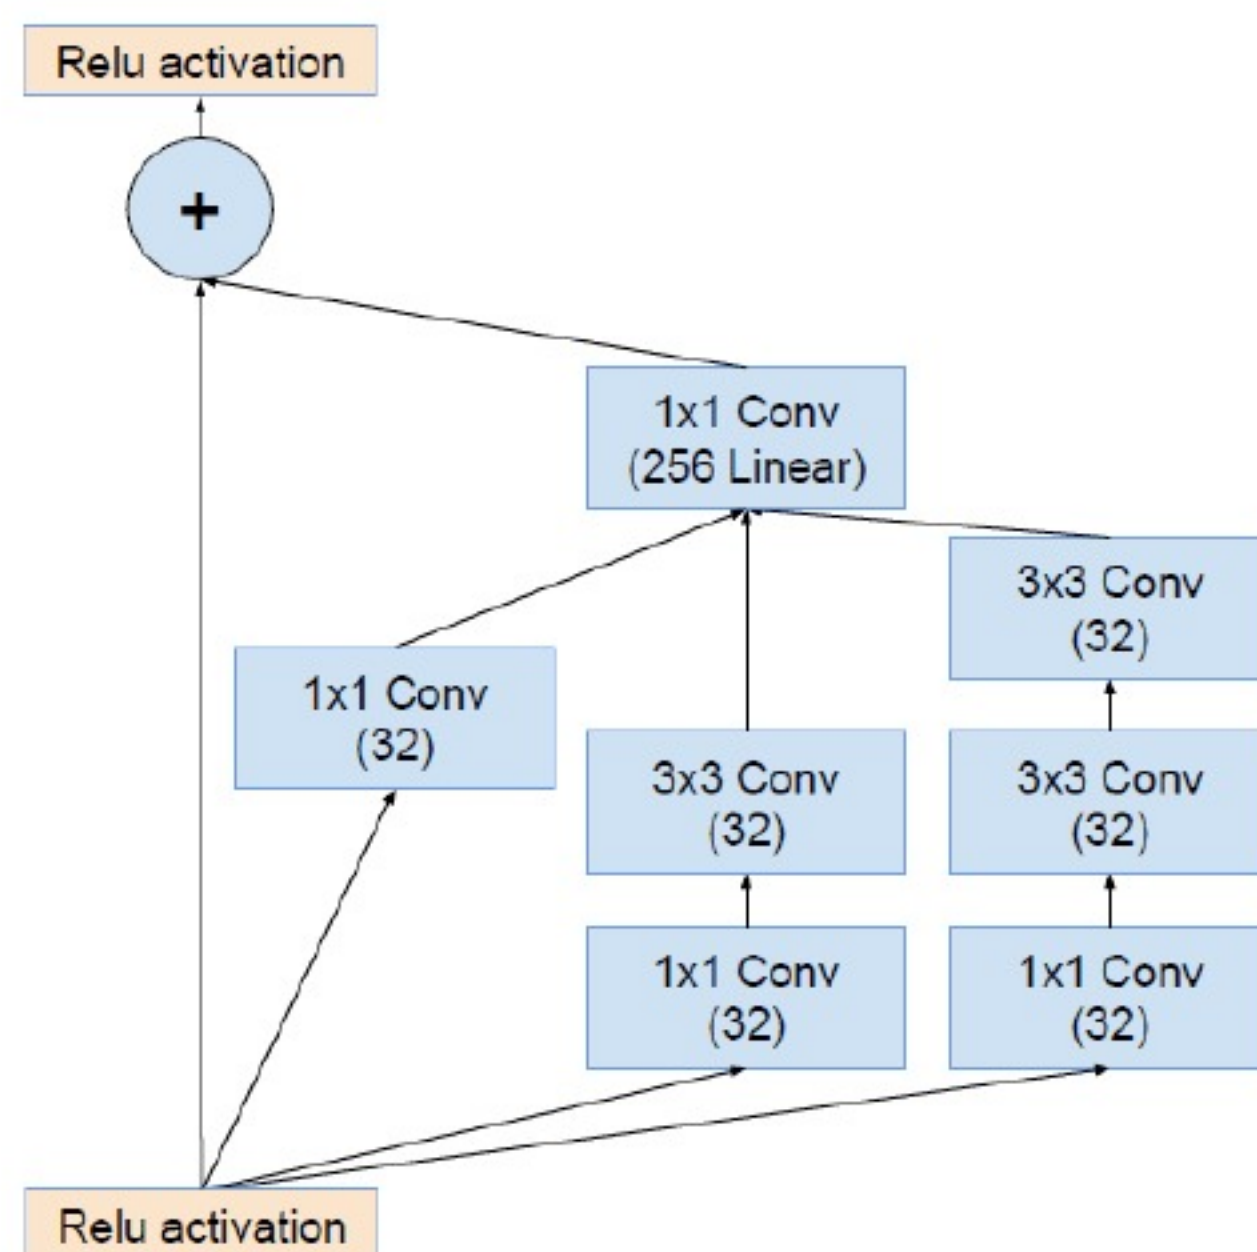 Relu activation
+
1x1 Conv
(256 Linear)
3x3 Conv
(32)
1x1 Conv
(32)
3x3 Conv
(32)
3x3 Conv
(32)
1x1 Conv
(32)
1x1 Conv
(32)
Relu activation